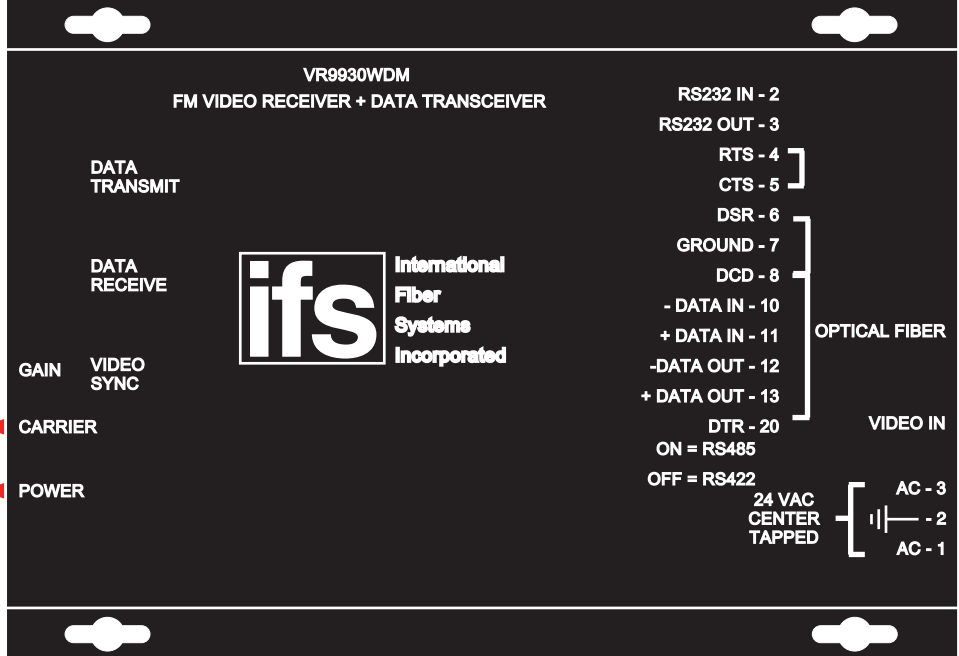 VR9930WDM
FM VIDEO RECEIVER + DATA TRANSCEIVER
DATA
TRANSMIT
DATA
RECEIVE
GAIN
VIDEO
SYNC
CARRIER
POWER
ifs
International
Fiber
Systems
Incorporated
RS232 IN - 2
RS232 OUT - 3
RTS - 4
CTS - 5
DSR - 6
GROUND - 7
DCD - 8
- DATA IN - 10
+ DATA IN - 11
-DATA OUT - 12
+ DATA OUT - 13
DTR - 20
ON = RS485
OFF = RS422
OPTICAL FIBER
VIDEO IN
24 VAC
CENTER
TAPPED
AC - 3
- 2
AC - 1